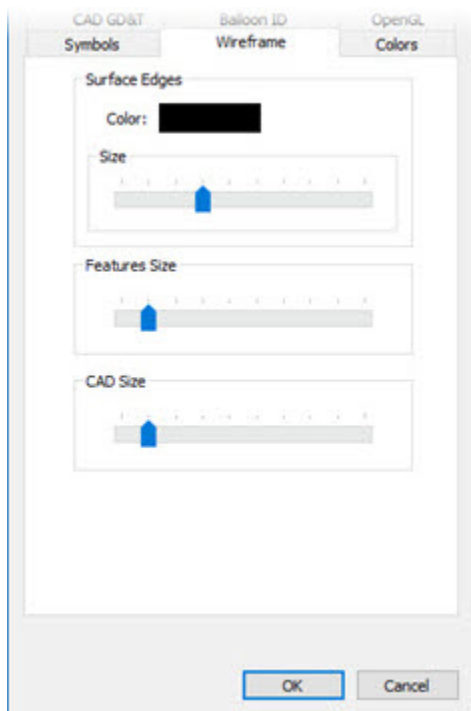 CAD GD&T Balloon ID OpenGL
Symbols Wireframe Colors
Surface Edges
Color:
Size
Features Size
CAD Size
OK Cancel